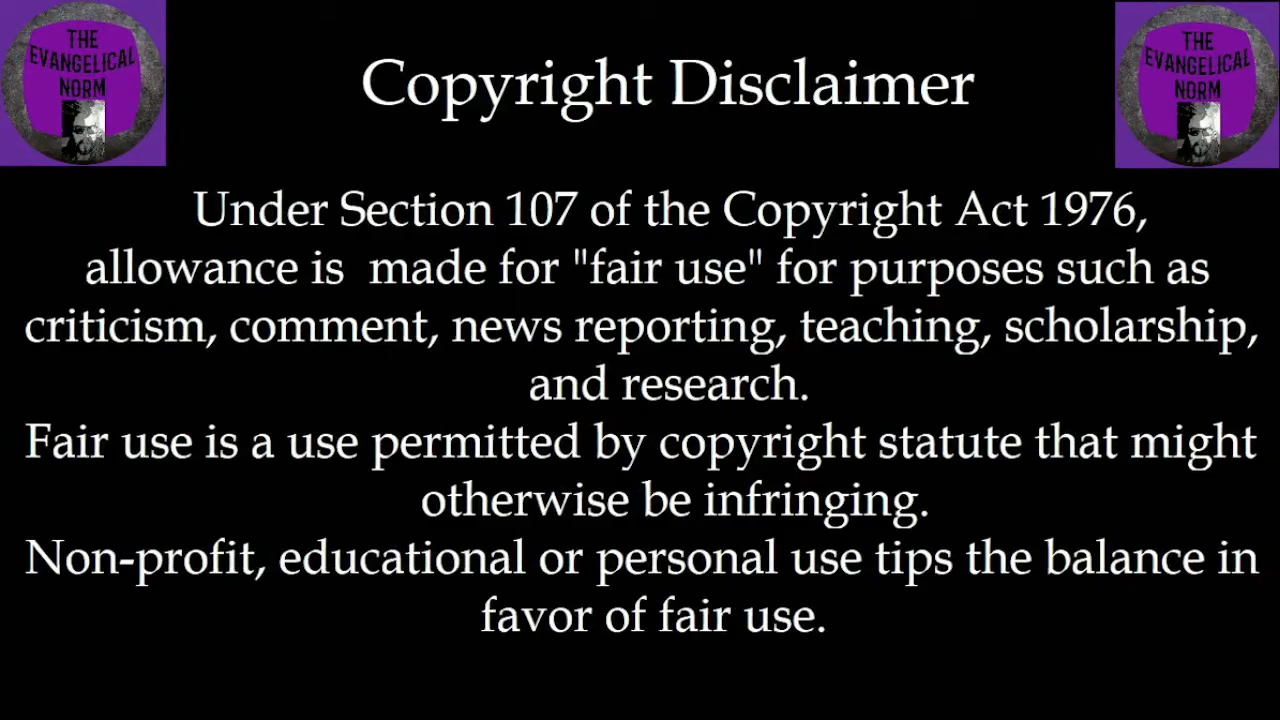 THE
EVANGELICAL
NORM
THE
EVANGELICAL
NORM
Copyright Disclaimer
Under Section 107 of the Copyright Act 1976,
allowance is  made for "fair use" for purposes such as
criticism, comment, news reporting, teaching, scholarship,
and research.
Fair use is a use permitted by copyright statute that might
otherwise be infringing.
Non-profit, educational or personal use tips the balance in
favor of fair use.